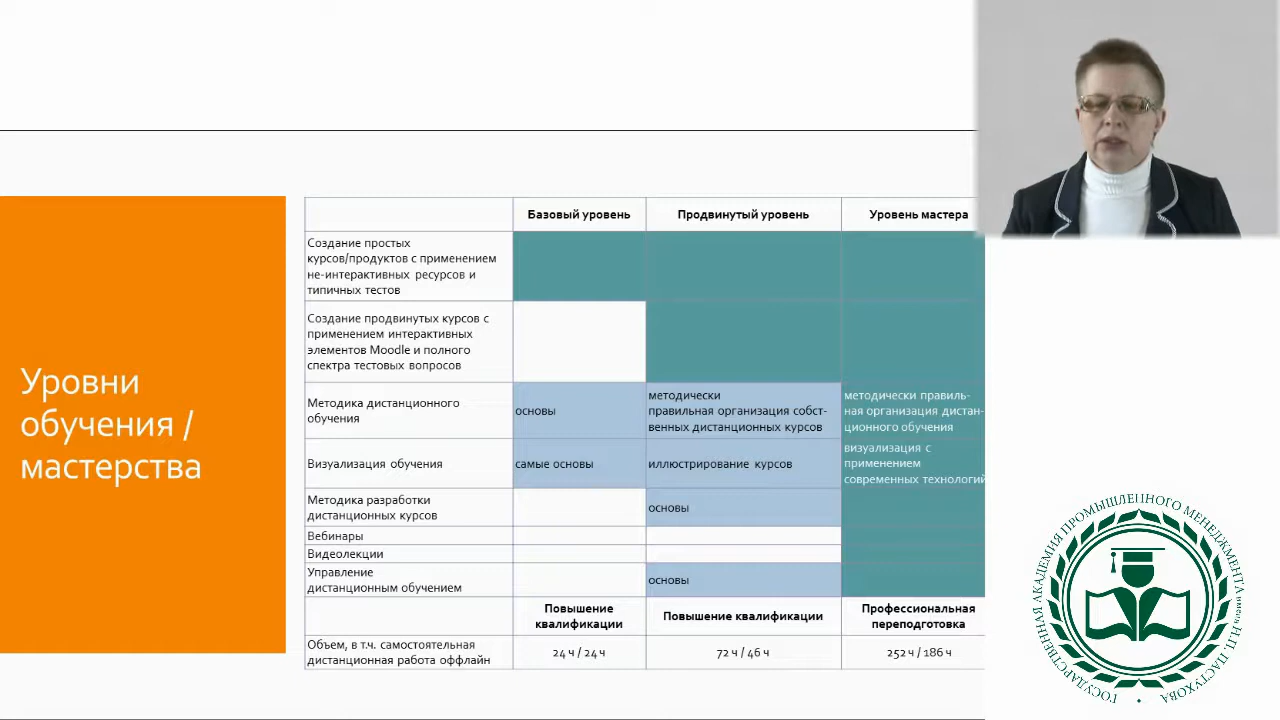 Уровни
обучения /
мастерства
Базовый уровень
Продвинутый уровень
Уровень мастера
Создание простых
курсов/продуктов с применением
не-интерактивных ресурсов и
типичных тестов
Создание продвинутых курсов с
применением интерактивных
элементов Moodle и полного
спектра тестовых вопросов
Методика дистанционного
обучения
основы
методически
правильная организация собст-
венных дистанционных курсов
методически правиль-
ная организация дистан-
ционного обучения
Визуализация обучения
самые основы
иллюстрирование курсов
визуализация с
применением
современных технологий
Методика разработки
дистанционных курсов
основы
Вебинары
Видеолекции
Управление
дистанционным обучением
основы
Повышение
квалификации
Повышение квалификации
Профессиональная
переподготовка
Объем, в т.ч. самостоятельная
дистанционная работа оффлайн
24 ч / 24 ч
72 ч / 46 ч
252 ч / 186 ч
ГОСУДАРСТВЕННАЯ АКАДЕМИЯ ПРОМЫШЛЕННОГО МЕНЕДЖМЕНТА имени Н.П. ПАСТУХОВА